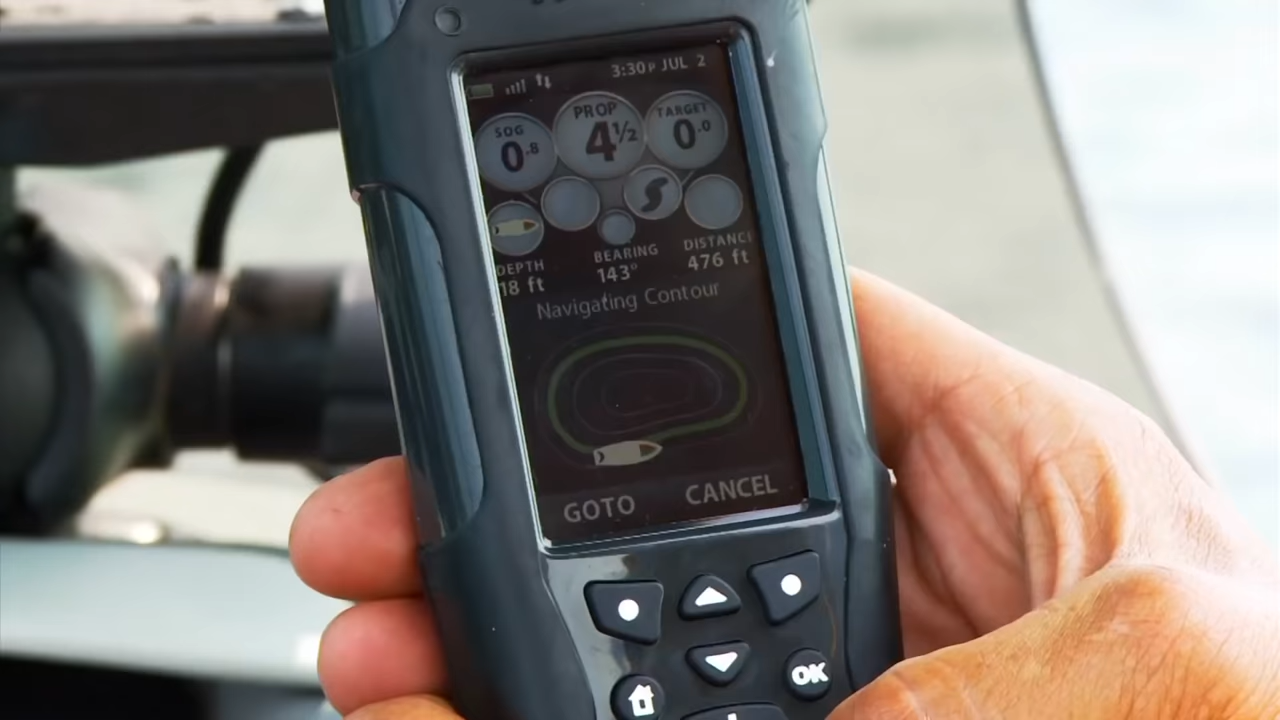 3:30P JUL 2
SOG
0.8
PROP
4½
TARGET
0.0
DEPTH
18 ft
BEARING
143°
DISTANCI
476 ft
Navigating Contour
GOTO
CANCEL
OK